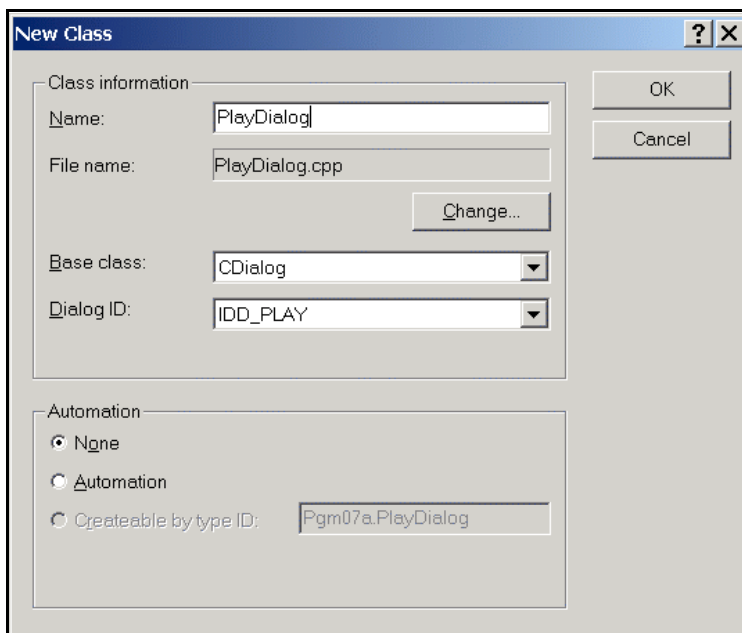 New Class
Class information
Name: PlayDialog
File name: PlayDialog.cpp
Change...
Base class: CDialog
Dialog ID: IDD_PLAY
OK
Cancel
Automation
None
Automation
Createable by type ID: Pgm07a.PlayDialog